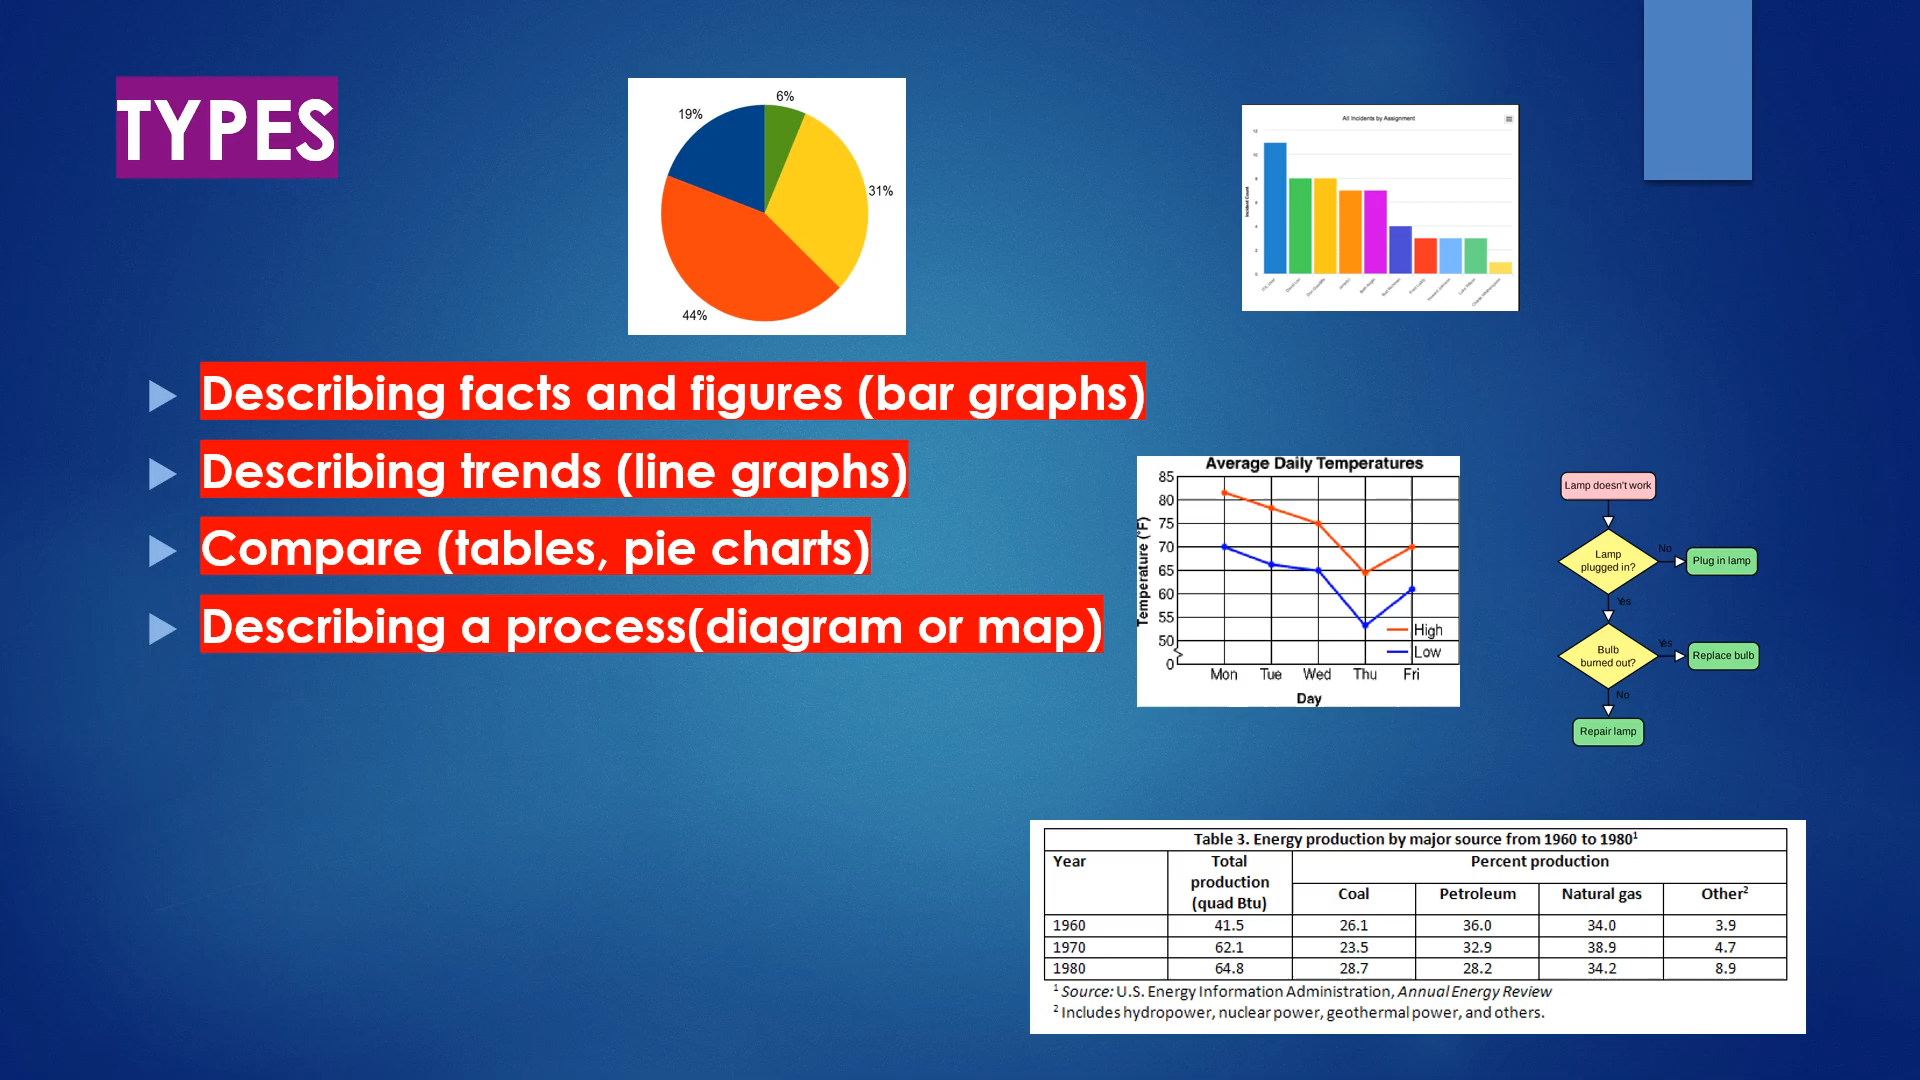 TYPES
6%
19%
31%
44%
All Incidents by Assignment
Incident Count
Describing facts and figures (bar graphs)
Describing trends (line graphs)
Compare (tables, pie charts)
Describing a process(diagram or map)
Average Daily Temperatures
Temperature (°F)
85
80
75
70
65
60
55
50
0
High
Low
Mon Tue Wed Thu Fri
Day
Lamp doesn't work
Lamp
plugged in?
No
Plug in lamp
Yes
Bulb
burned out?
Yes
Replace bulb
No
Repair lamp
Table 3. Energy production by major source from 1960 to 1980¹
Year Total production (quad Btu) Percent production
Coal Petroleum Natural gas Other²
1960 41.5 26.1 36.0 34.0 3.9
1970 62.1 23.5 32.9 38.9 4.7
1980 64.8 28.7 28.2 34.2 8.9
¹ Source: U.S. Energy Information Administration, Annual Energy Review
² Includes hydropower, nuclear power, geothermal power, and others.